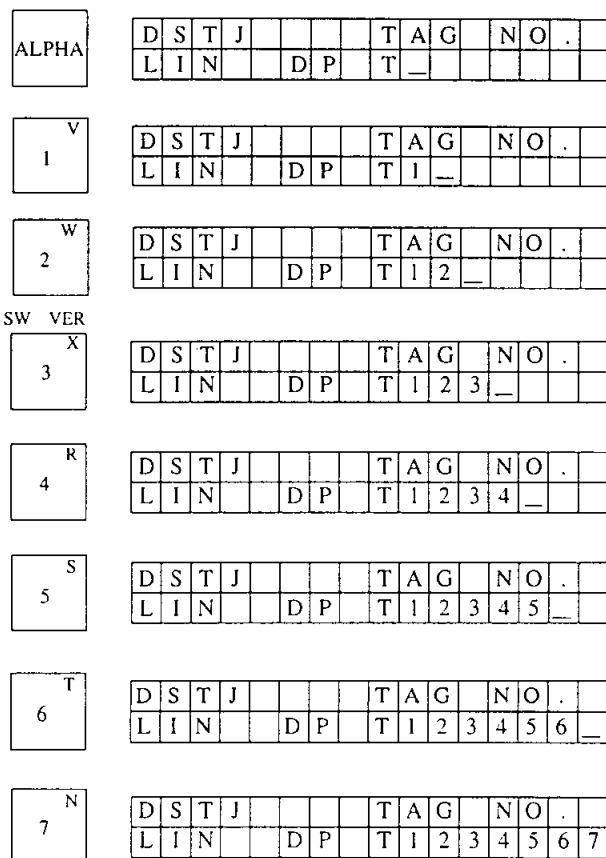 ALPHA
DSTJ TAG NO.
LIN DP T_
1 V
DSTJ TAG NO.
LIN DP T1_
2 W
DSTJ TAG NO.
LIN DP T12_
SW VER
3 X
DSTJ TAG NO.
LIN DP T123_
4 R
DSTJ TAG NO.
LIN DP T1234_
5 S
DSTJ TAG NO.
LIN DP T12345_
6 T
DSTJ TAG NO.
LIN DP T123456_
7 N
DSTJ TAG NO.
LIN DP T1234567